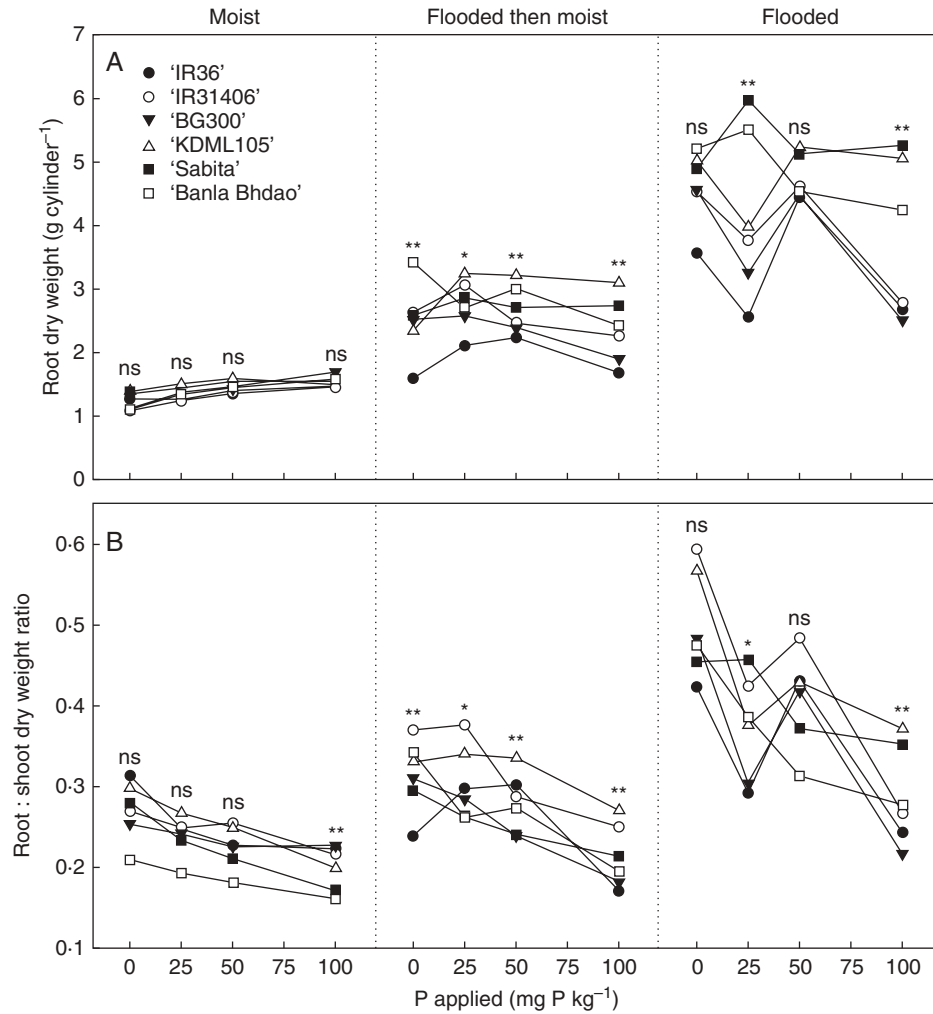 Moist Flooded then moist Flooded
A
7
6
5
4
3
2
1
0
Root dry weight (g cylinder⁻¹)
‘IR36’
‘IR31406’
‘BG300’
‘KDML105’
‘Sabita’
‘Banla Bhdao’
ns ns ns ns
** * ** **
ns ** ns **
B
0·6
0·5
0·4
0·3
0·2
0·1
Root : shoot dry weight ratio
ns ns ns **
** * ** **
ns * ns **
0 25 50 100 0 25 50 100 0 25 50 100
P applied (mg P kg⁻¹)